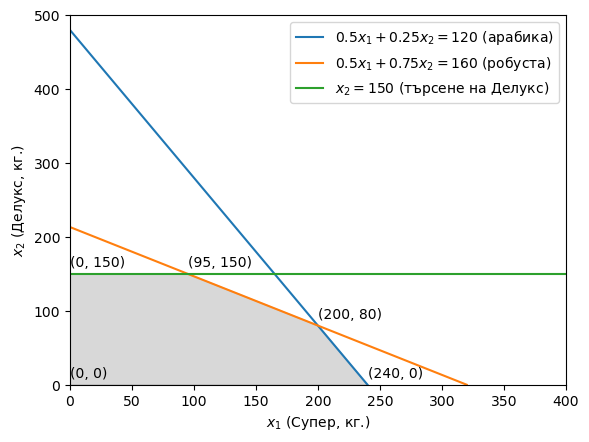 0.5x₁ + 0.25x₂ = 120 (арабика)
0.5x₁ + 0.75x₂ = 160 (робуста)
x₂ = 150 (търсене на Делукс)
500
400
300
200
100
0
x₂ (Делукс, кг.)
(0, 150)
(95, 150)
(200, 80)
(0, 0)
(240, 0)
0 50 100 150 200 250 300 350 400
x₁ (Супер, кг.)